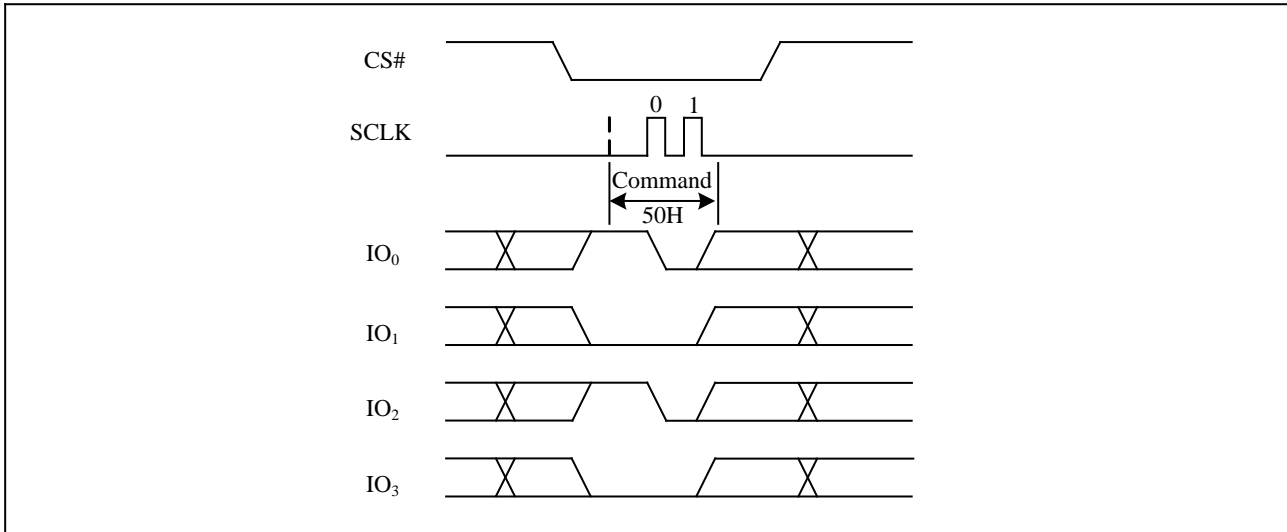 CS#
0 1
SCLK
Command
50H
IO₀
IO₁
IO₂
IO₃